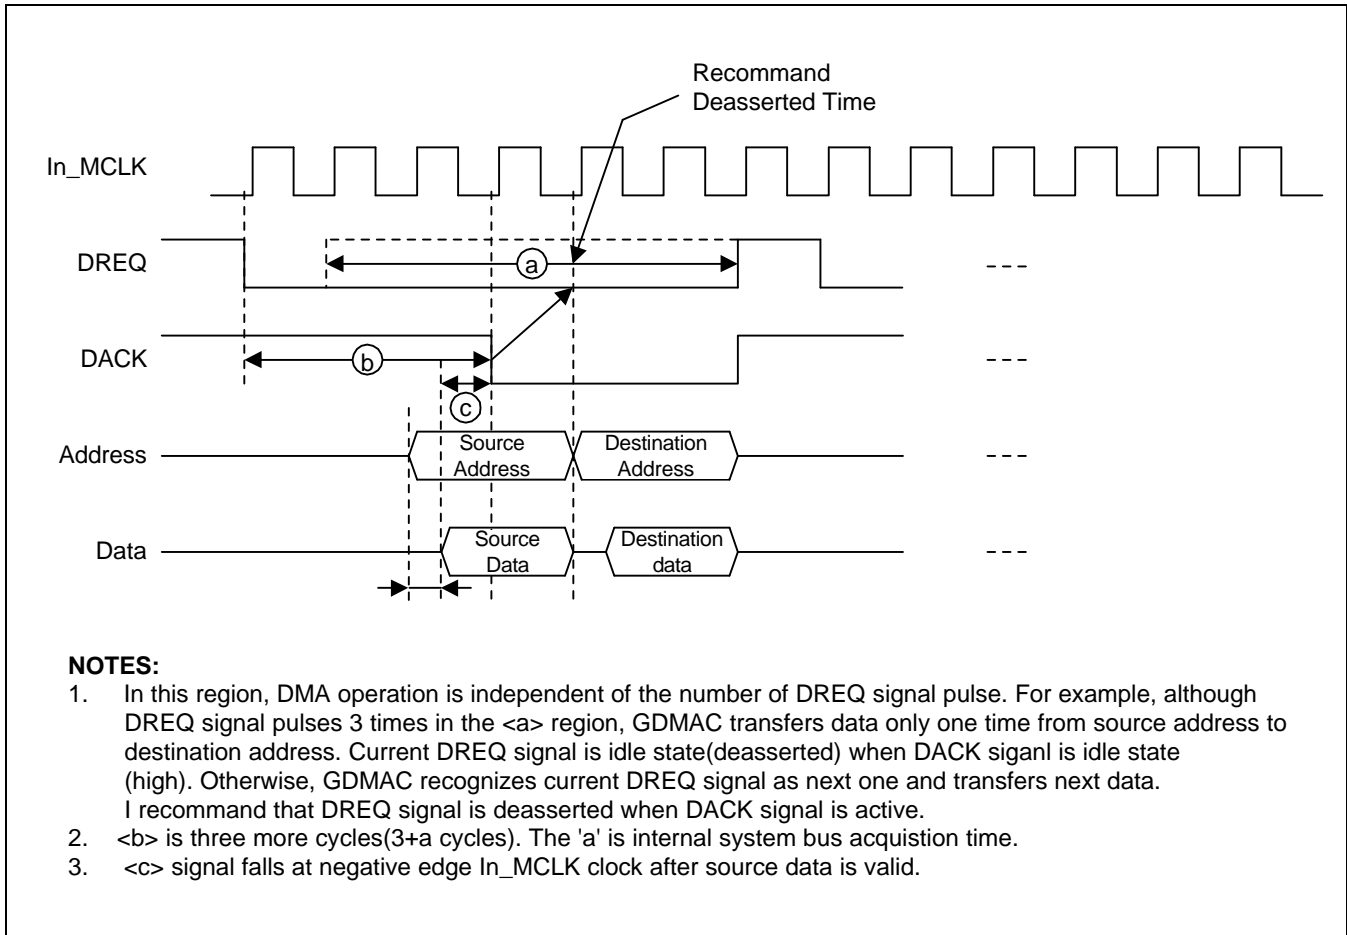 Recommand
Deasserted Time
In_MCLK
DREQ
a
DACK
b
c
Address
Source
Address
Destination
Address
Data
Source
Data
Destination
data
NOTES:
1. In this region, DMA operation is independent of the number of DREQ signal pulse. For example, although
DREQ signal pulses 3 times in the <a> region, GDMAC transfers data only one time from source address to
destination address. Current DREQ signal is idle state(deasserted) when DACK siganl is idle state
(high). Otherwise, GDMAC recognizes current DREQ signal as next one and transfers next data.
I recommand that DREQ signal is deasserted when DACK signal is active.
2. <b> is three more cycles(3+a cycles). The 'a' is internal system bus acquistion time.
3. <c> signal falls at negative edge In_MCLK clock after source data is valid.